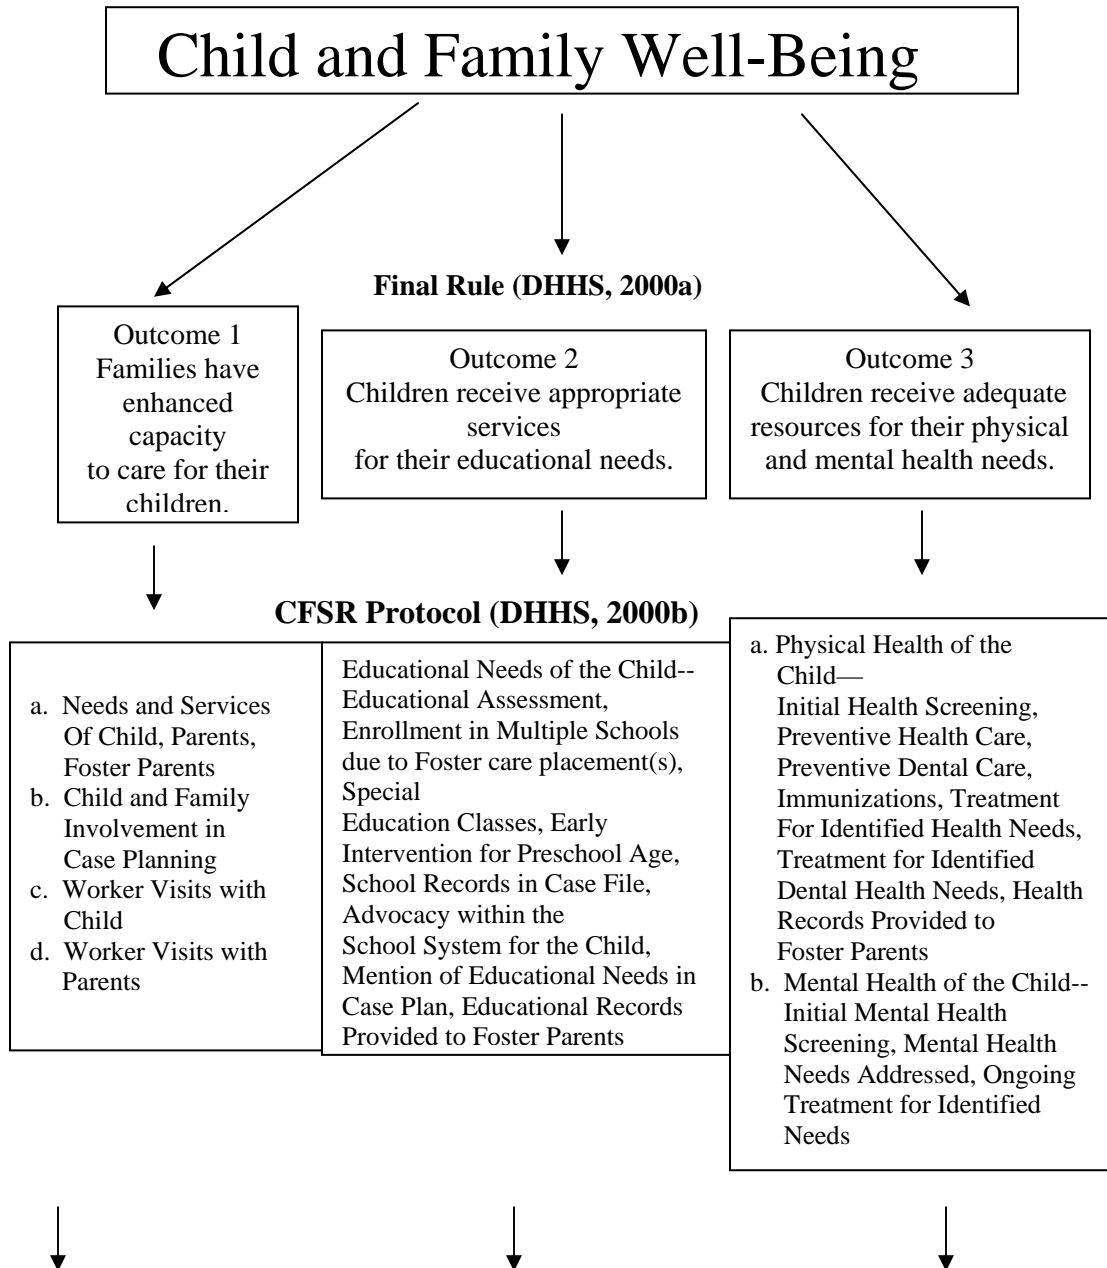 Child and Family Well-Being
Final Rule (DHHS, 2000a)
Outcome 1
Families have
enhanced
capacity
to care for their
children.
Outcome 2
Children receive appropriate
services
for their educational needs.
Outcome 3
Children receive adequate
resources for their physical
and mental health needs.
CFSR Protocol (DHHS, 2000b)
a. Needs and Services
Of Child, Parents,
Foster Parents
b. Child and Family
Involvement in
Case Planning
c. Worker Visits with
Child
d. Worker Visits with
Parents
Educational Needs of the Child--
Educational Assessment,
Enrollment in Multiple Schools
due to Foster care placement(s),
Special
Education Classes, Early
Intervention for Preschool Age,
School Records in Case File,
Advocacy within the
School System for the Child,
Mention of Educational Needs in
Case Plan, Educational Records
Provided to Foster Parents
a. Physical Health of the
Child—
Initial Health Screening,
Preventive Health Care,
Preventive Dental Care,
Immunizations, Treatment
For Identified Health Needs,
Treatment for Identified
Dental Health Needs, Health
Records Provided to
Foster Parents
b. Mental Health of the Child--
Initial Mental Health
Screening, Mental Health
Needs Addressed, Ongoing
Treatment for Identified
Needs